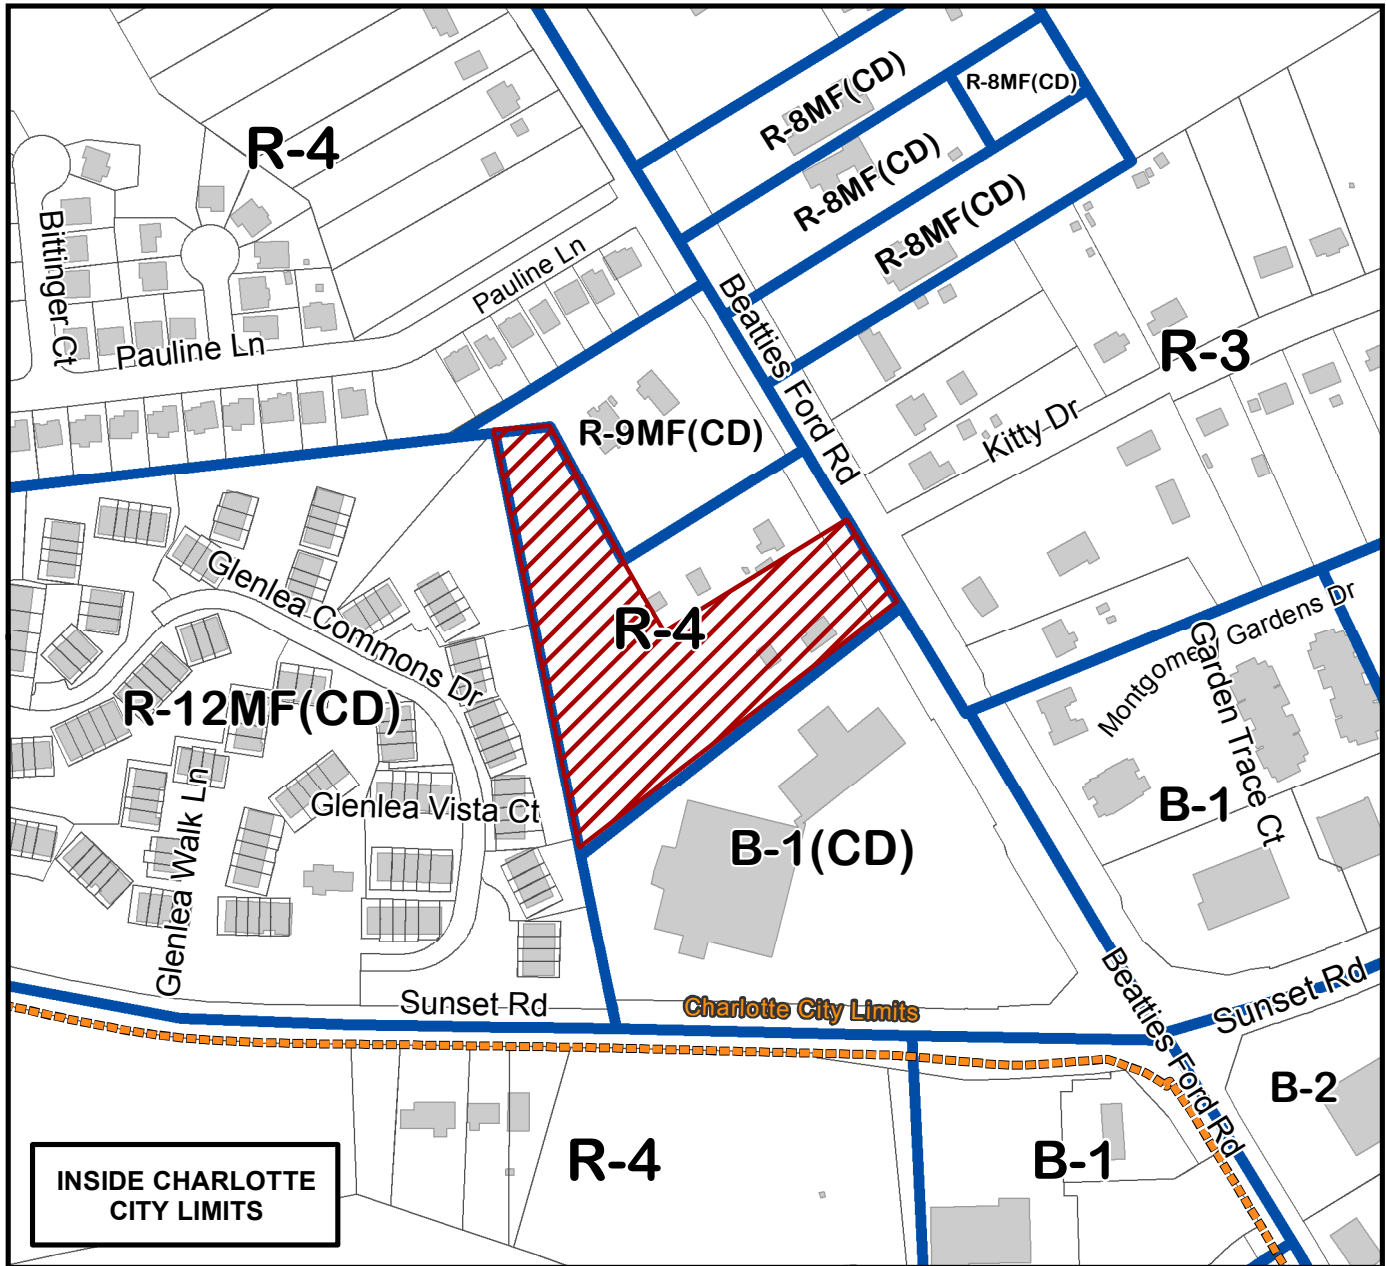 R-8MF(CD)
R-8MF(CD)
R-4
R-8MF(CD)
R-8MF(CD)
Bittinger Ct
Pauline Ln
Pauline Ln
Beatties Ford Rd
R-3
R-9MF(CD)
Kitty Dr
Glenlea Commons Dr
R-4
Gardens Dr
Garden Trace Ct
R-12MF(CD)
Glenlea Vista Ct
Glenlea Walk Ln
B-1
B-1(CD)
Sunset Rd
Charlotte City Limits
Beatties Ford Rd
Sunset Rd
B-2
R-4
B-1
INSIDE CHARLOTTE
CITY LIMITS